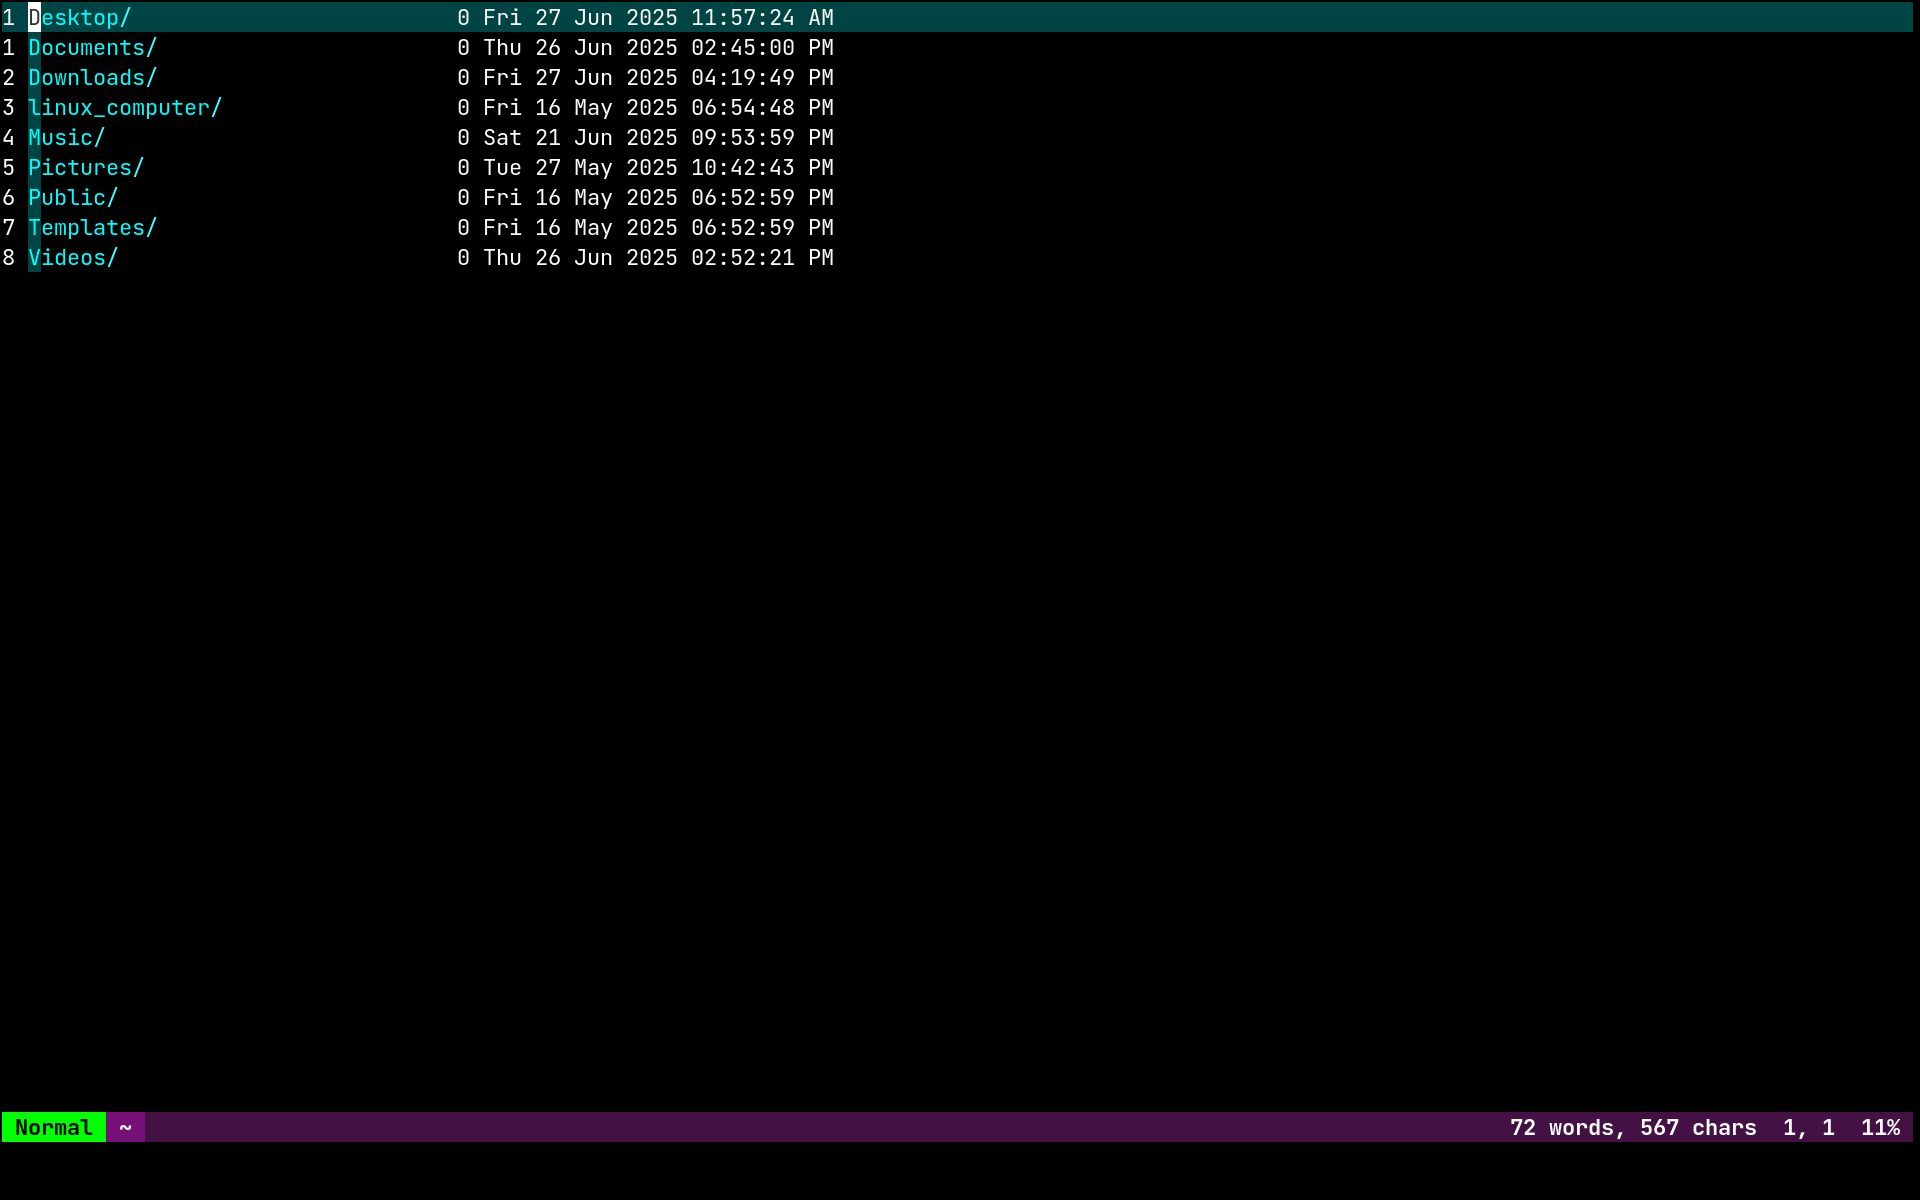 1 Desktop/ 0 Fri 27 Jun 2025 11:57:24 AM
1 Documents/ 0 Thu 26 Jun 2025 02:45:00 PM
2 Downloads/ 0 Fri 27 Jun 2025 04:19:49 PM
3 linux_computer/ 0 Fri 16 May 2025 06:54:48 PM
4 Music/ 0 Sat 21 Jun 2025 09:53:59 PM
5 Pictures/ 0 Tue 27 May 2025 10:42:43 PM
6 Public/ 0 Fri 16 May 2025 06:52:59 PM
7 Templates/ 0 Fri 16 May 2025 06:52:59 PM
8 Videos/ 0 Thu 26 Jun 2025 02:52:21 PM
Normal ~ 72 words, 567 chars 1, 1 11%